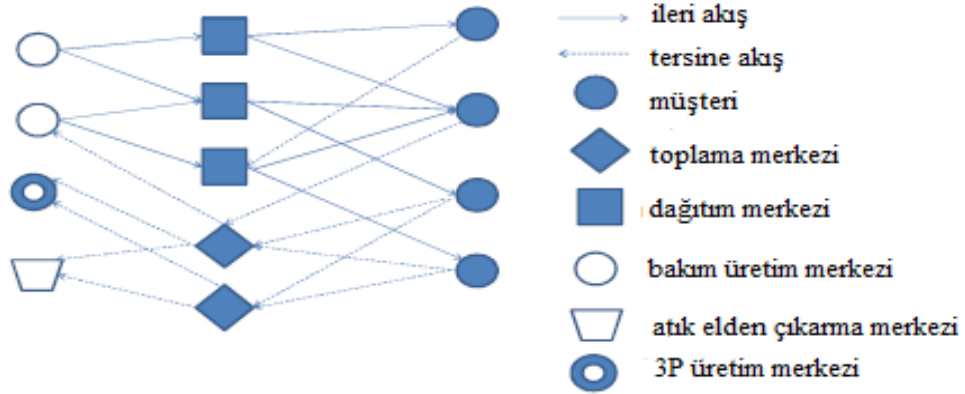 ileri akış
tersine akış
müşteri
toplama merkezi
dağıtım merkezi
bakım üretim merkezi
atık elden çıkarma merkezi
3P üretim merkezi